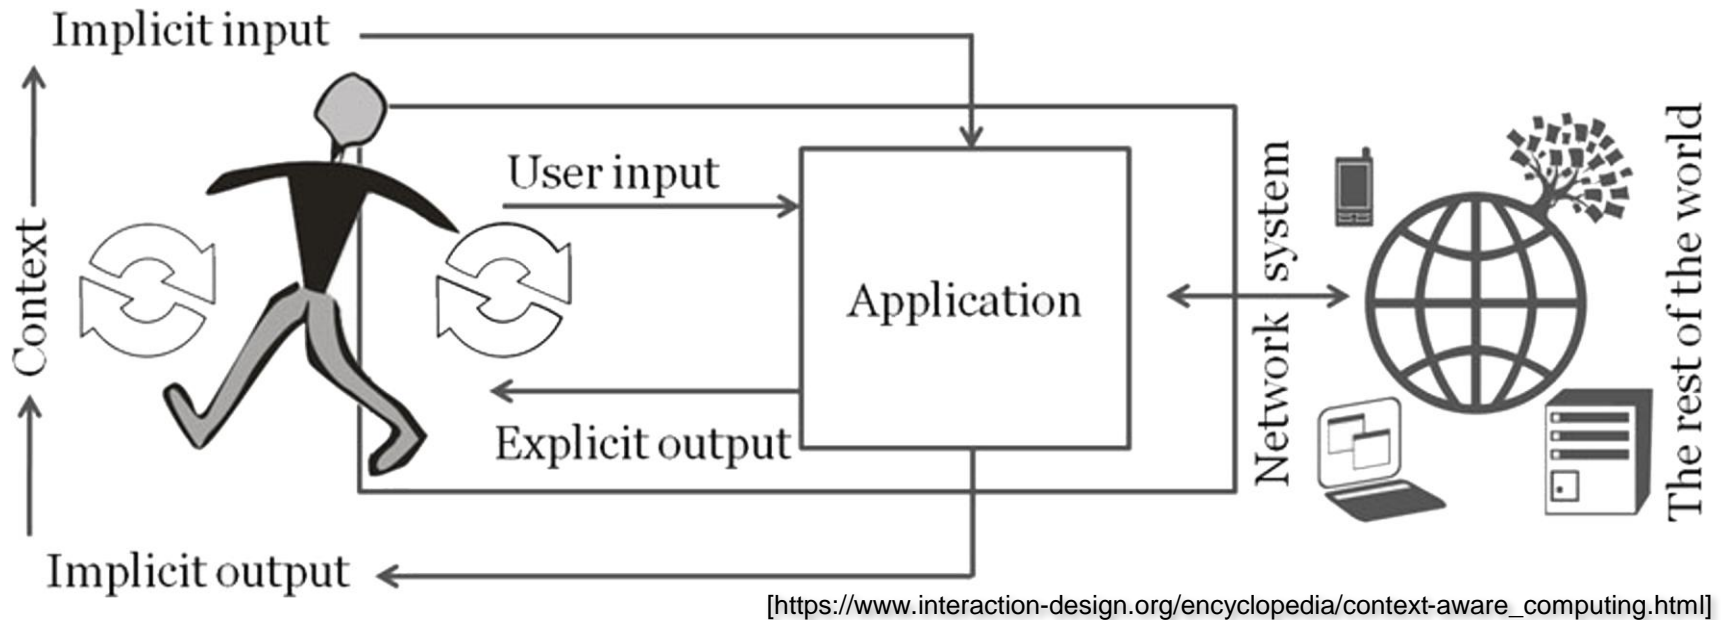 Implicit input
User input
Context
Application
Explicit output
Implicit output
Network system
The rest of the world
[https://www.interaction-design.org/encyclopedia/context-aware_computing.html]